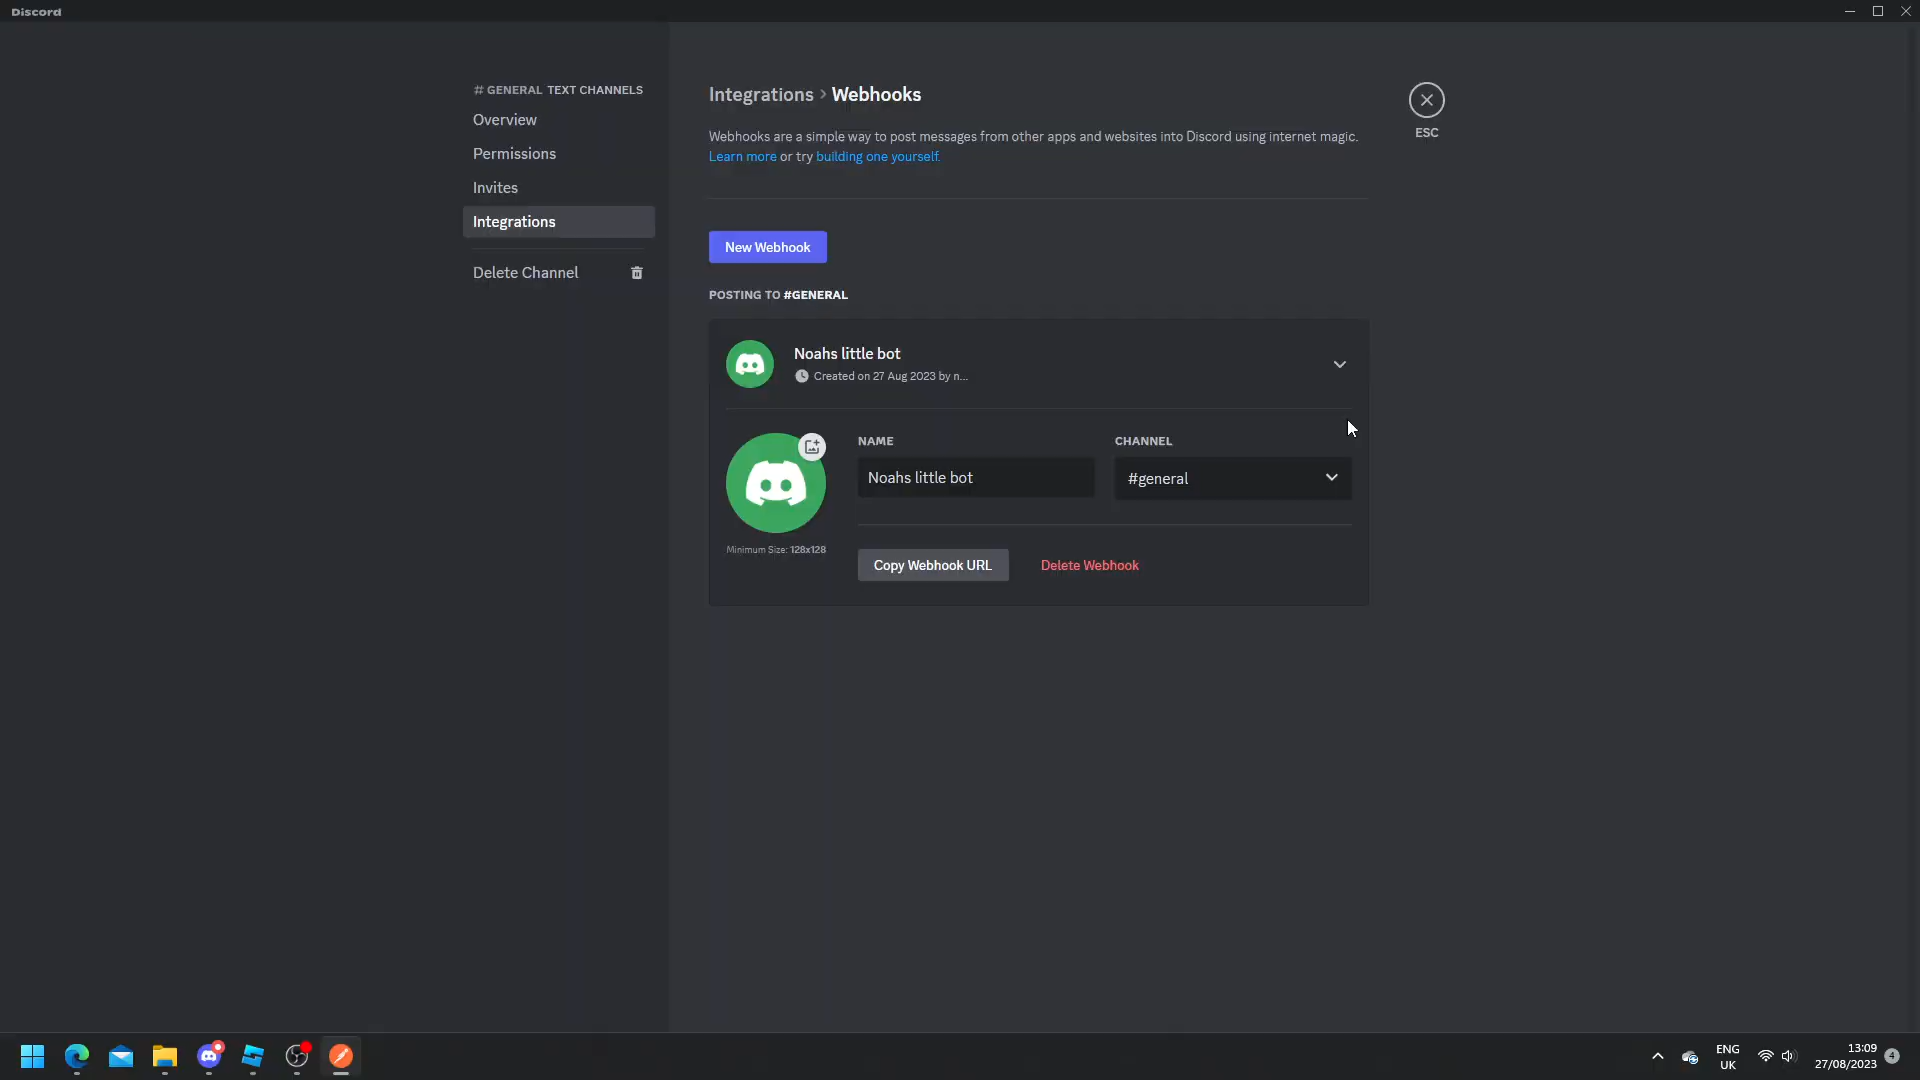 Discord
# GENERAL TEXT CHANNELS
Overview
Permissions
Invites
Integrations
Delete Channel
Integrations > Webhooks
Webhooks are a simple way to post messages from other apps and websites into Discord using internet magic.
Learn more or try building one yourself.
ESC
New Webhook
POSTING TO #GENERAL
Noahs little bot
Created on 27 Aug 2023 by n...
NAME
CHANNEL
Noahs little bot
#general
Minimum Size: 128x128
Copy Webhook URL
Delete Webhook
ENG
UK
13:09
27/08/2023
4